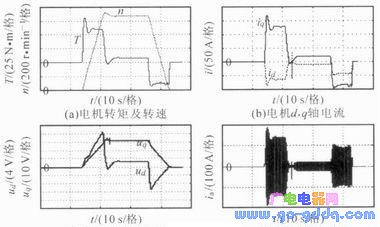 T/(25 N•m/格)
n/(200 r•min⁻¹/格)
T
n
t/(10 s/格)
(a)电机转矩及转速
i/(50 A/格)
i_q
i_d
t/(10 s/格)
(b)电机d,q轴电流
u_d/(4 V/格)
u_q/(10 V/格)
u_q
u_d
t/(10 s/格)
i_a/(100 A/格)
t/(10 s/格)
广电电器网
www.go-gddq.com